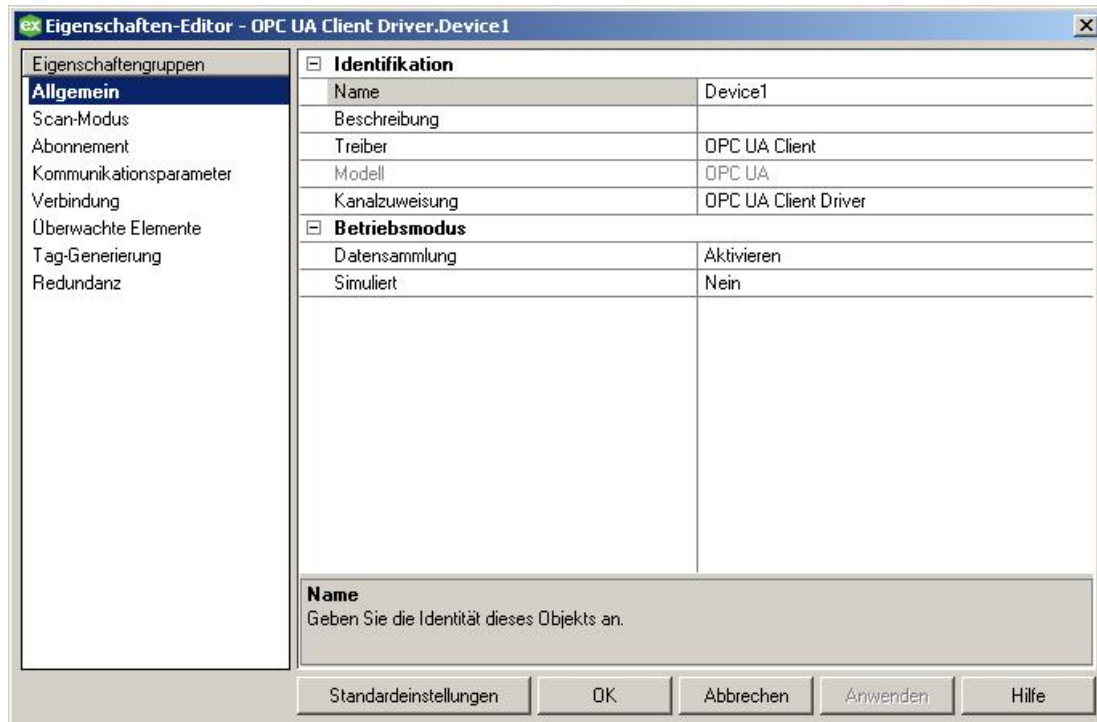 Eigenschaften-Editor - OPC UA Client Driver.Device1
Eigenschaftengruppen
Allgemein
Scan-Modus
Abonnement
Kommunikationsparameter
Verbindung
Überwachte Elemente
Tag-Generierung
Redundanz
Identifikation
Name Device1
Beschreibung
Treiber OPC UA Client
Modell OPC UA
Kanalzuweisung OPC UA Client Driver
Betriebsmodus
Datensammlung Aktivieren
Simuliert Nein
Name
Geben Sie die Identität dieses Objekts an.
Standardeinstellungen OK Abbrechen Anwenden Hilfe